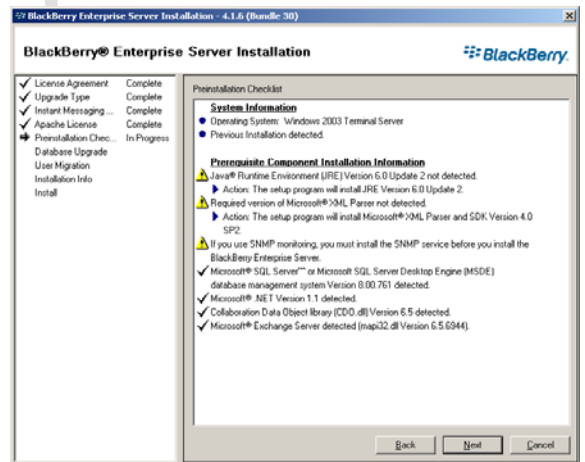 BlackBerry Enterprise Server Installation - 4.1.6 (Bundle 30)
BlackBerry® Enterprise Server Installation
BlackBerry.
License Agreement Complete
Upgrade Type Complete
Instant Messaging ... Complete
Apache License Complete
Preinstallation Chec... In Progress
Database Upgrade
User Migration
Installation Info
Install
Preinstallation Checklist
System Information
Operating System: Windows 2003 Terminal Server
Previous Installation detected.
Prerequisite Component Installation Information
Java® Runtime Environment (JRE) Version 6.0 Update 2 not detected.
Action: The setup program will install JRE Version 6.0 Update 2.
Required version of Microsoft® XML Parser not detected.
Action: The setup program will install Microsoft® XML Parser and SDK Version 4.0
SP2.
If you use SNMP monitoring, you must install the SNMP service before you install the
BlackBerry Enterprise Server.
Microsoft® SQL Server™ or Microsoft SQL Server Desktop Engine (MSDE)
database management system Version 8.00.761 detected.
Microsoft® .NET Version 1.1 detected.
Collaboration Data Object library (CDO.dll) Version 6.5 detected.
Microsoft® Exchange Server detected (mapi32.dll Version 6.5.6944).
Back Next Cancel